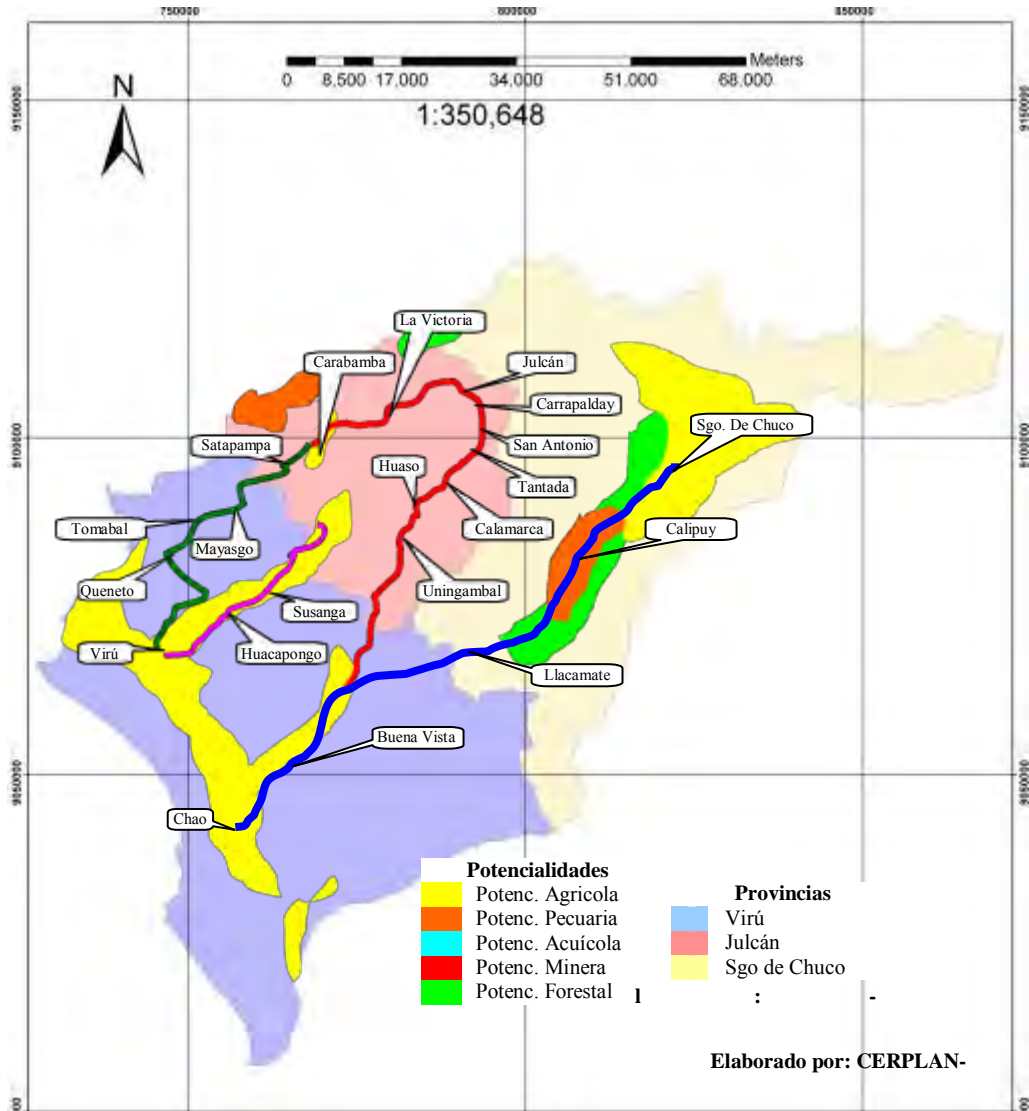 750000
800000
850000
Meters
0 8,500 17,000 34,000 51,000 68,000
1:350,648
N
9150000
9150000
La Victoria
Carabamba
Julcán
Carrapalday
Sgo. De Chuco
Satapampa
San Antonio
9100000
9100000
Huaso
Tantada
Tomabal
Mayasgo
Calamarca
Calipuy
Queneto
Susanga
Uningambal
Virú
Huacapongo
Llacamate
Buena Vista
9050000
9050000
Chao
Potencialidades
Potenc. Agricola
Potenc. Pecuaria
Potenc. Acuícola
Potenc. Minera
Potenc. Forestal
Provincias
Virú
Julcán
Sgo de Chuco
l : -
Elaborado por: CERPLAN-